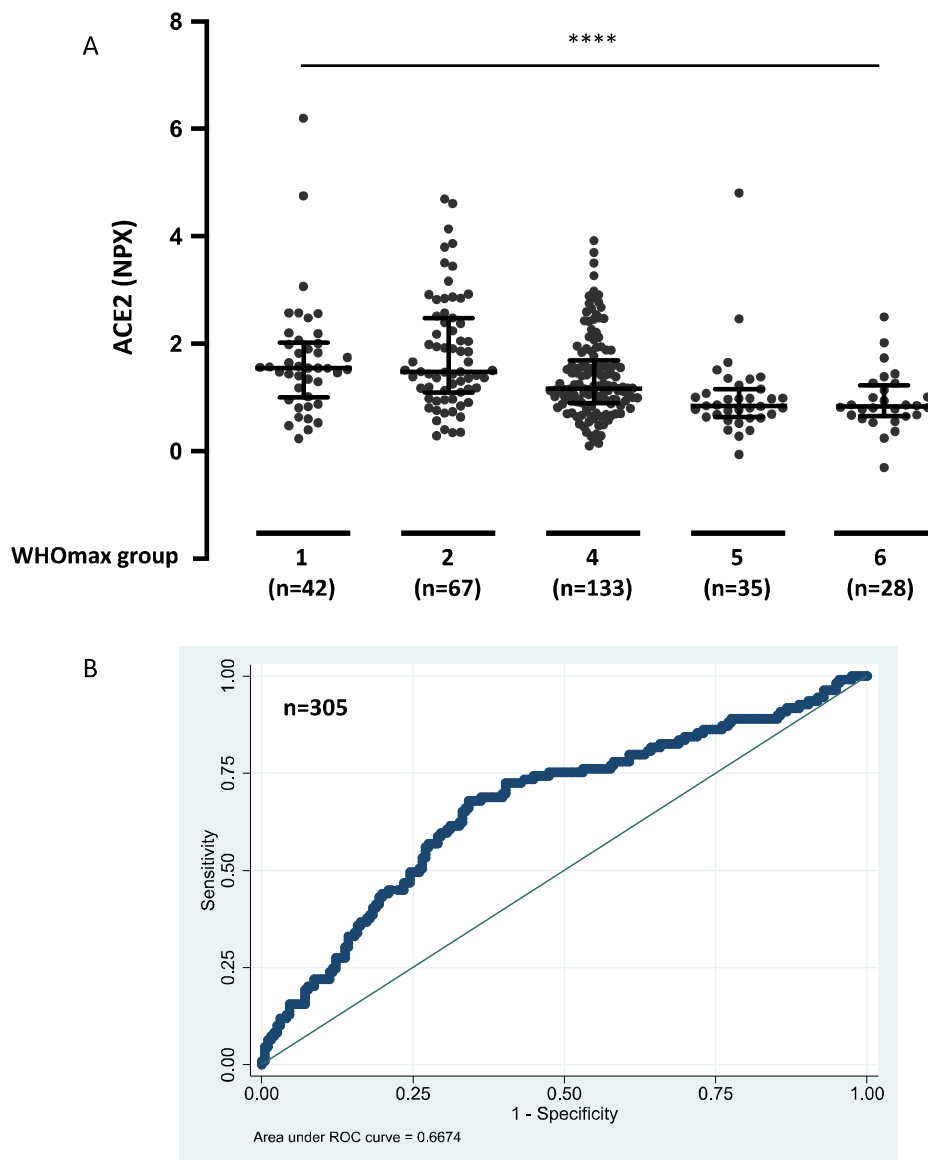 A
****
8
6
4
2
0
ACE2 (NPX)
WHOmax group
1
2
4
5
6
(n=42)
(n=67)
(n=133)
(n=35)
(n=28)
B
n=305
1.00
0.75
0.50
0.25
0.00
Sensitivity
0.00
0.25
0.50
0.75
1.00
1 - Specificity
Area under ROC curve = 0.6674